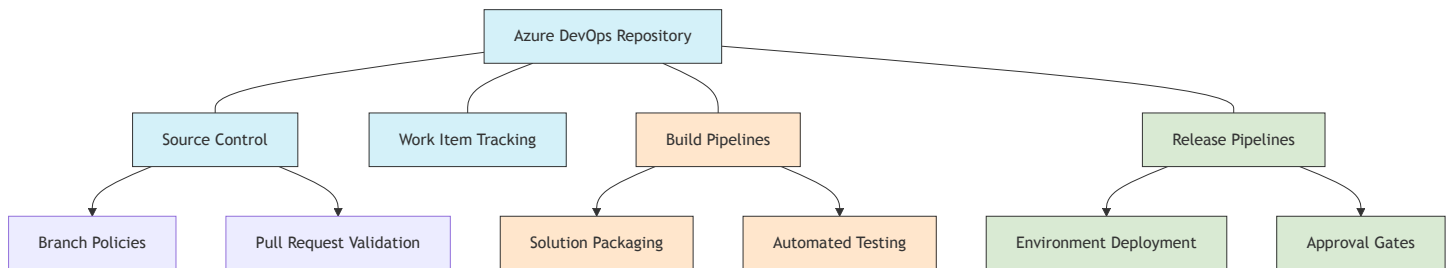 Azure DevOps Repository
Source Control
Work Item Tracking
Build Pipelines
Release Pipelines
Branch Policies
Pull Request Validation
Solution Packaging
Automated Testing
Environment Deployment
Approval Gates